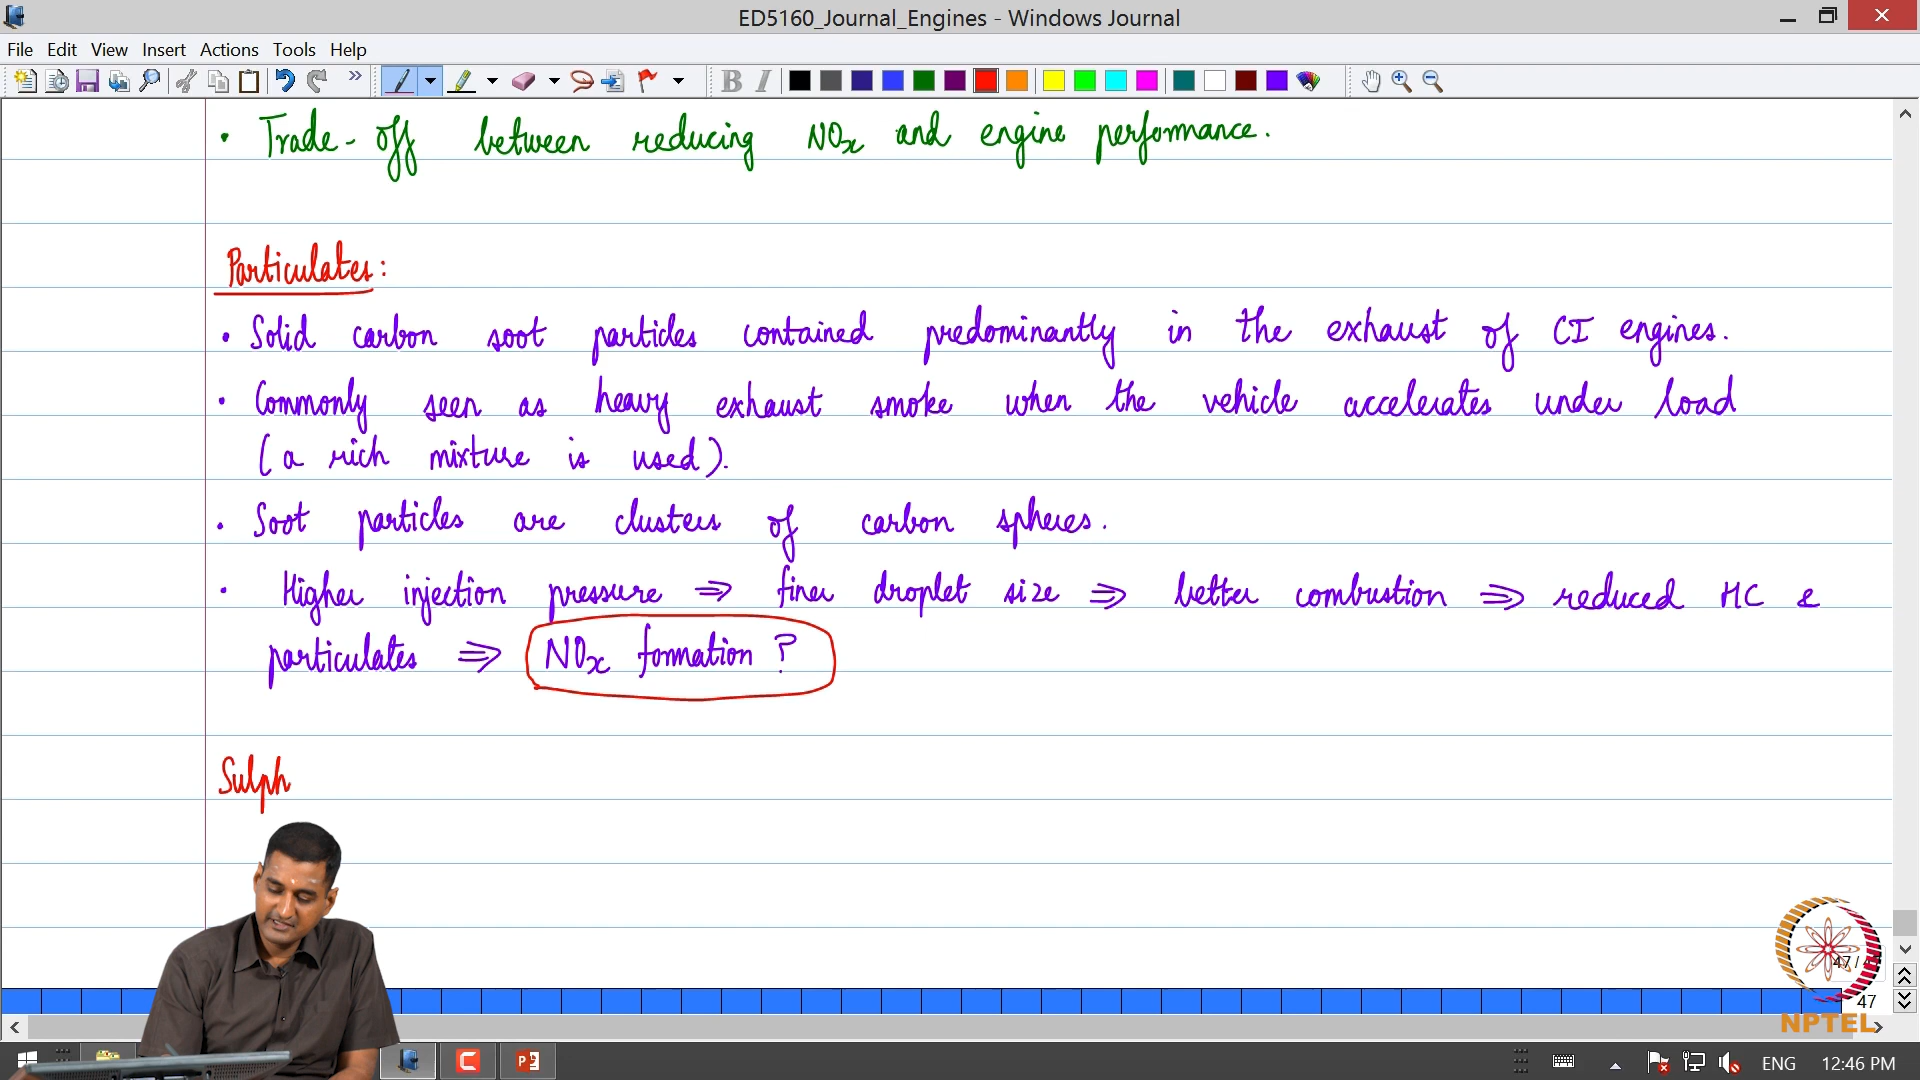 ED5160_Journal_Engines - Windows Journal
File Edit View Insert Actions Tools Help
• Trade-off between reducing NOx and engine performance.
Particulates:
• Solid carbon soot particles contained predominantly in the exhaust of CI engines.
• Commonly seen as heavy exhaust smoke when the vehicle accelerates under load
(a rich mixture is used).
• Soot particles are clusters of carbon spheres.
• Higher injection pressure ⇒ finer droplet size ⇒ better combustion ⇒ reduced HC &
particulates ⇒ NOx formation ?
Sulph
47
NPTEL
ENG 12:46 PM